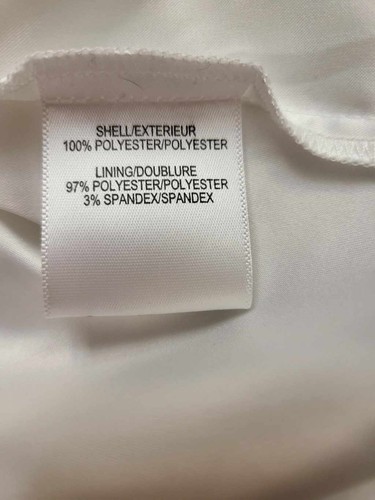 SHELL/EXTERIEUR
100% POLYESTER/POLYESTER
LINING/DOUBLURE
97% POLYESTER/POLYESTER
3% SPANDEX/SPANDEX